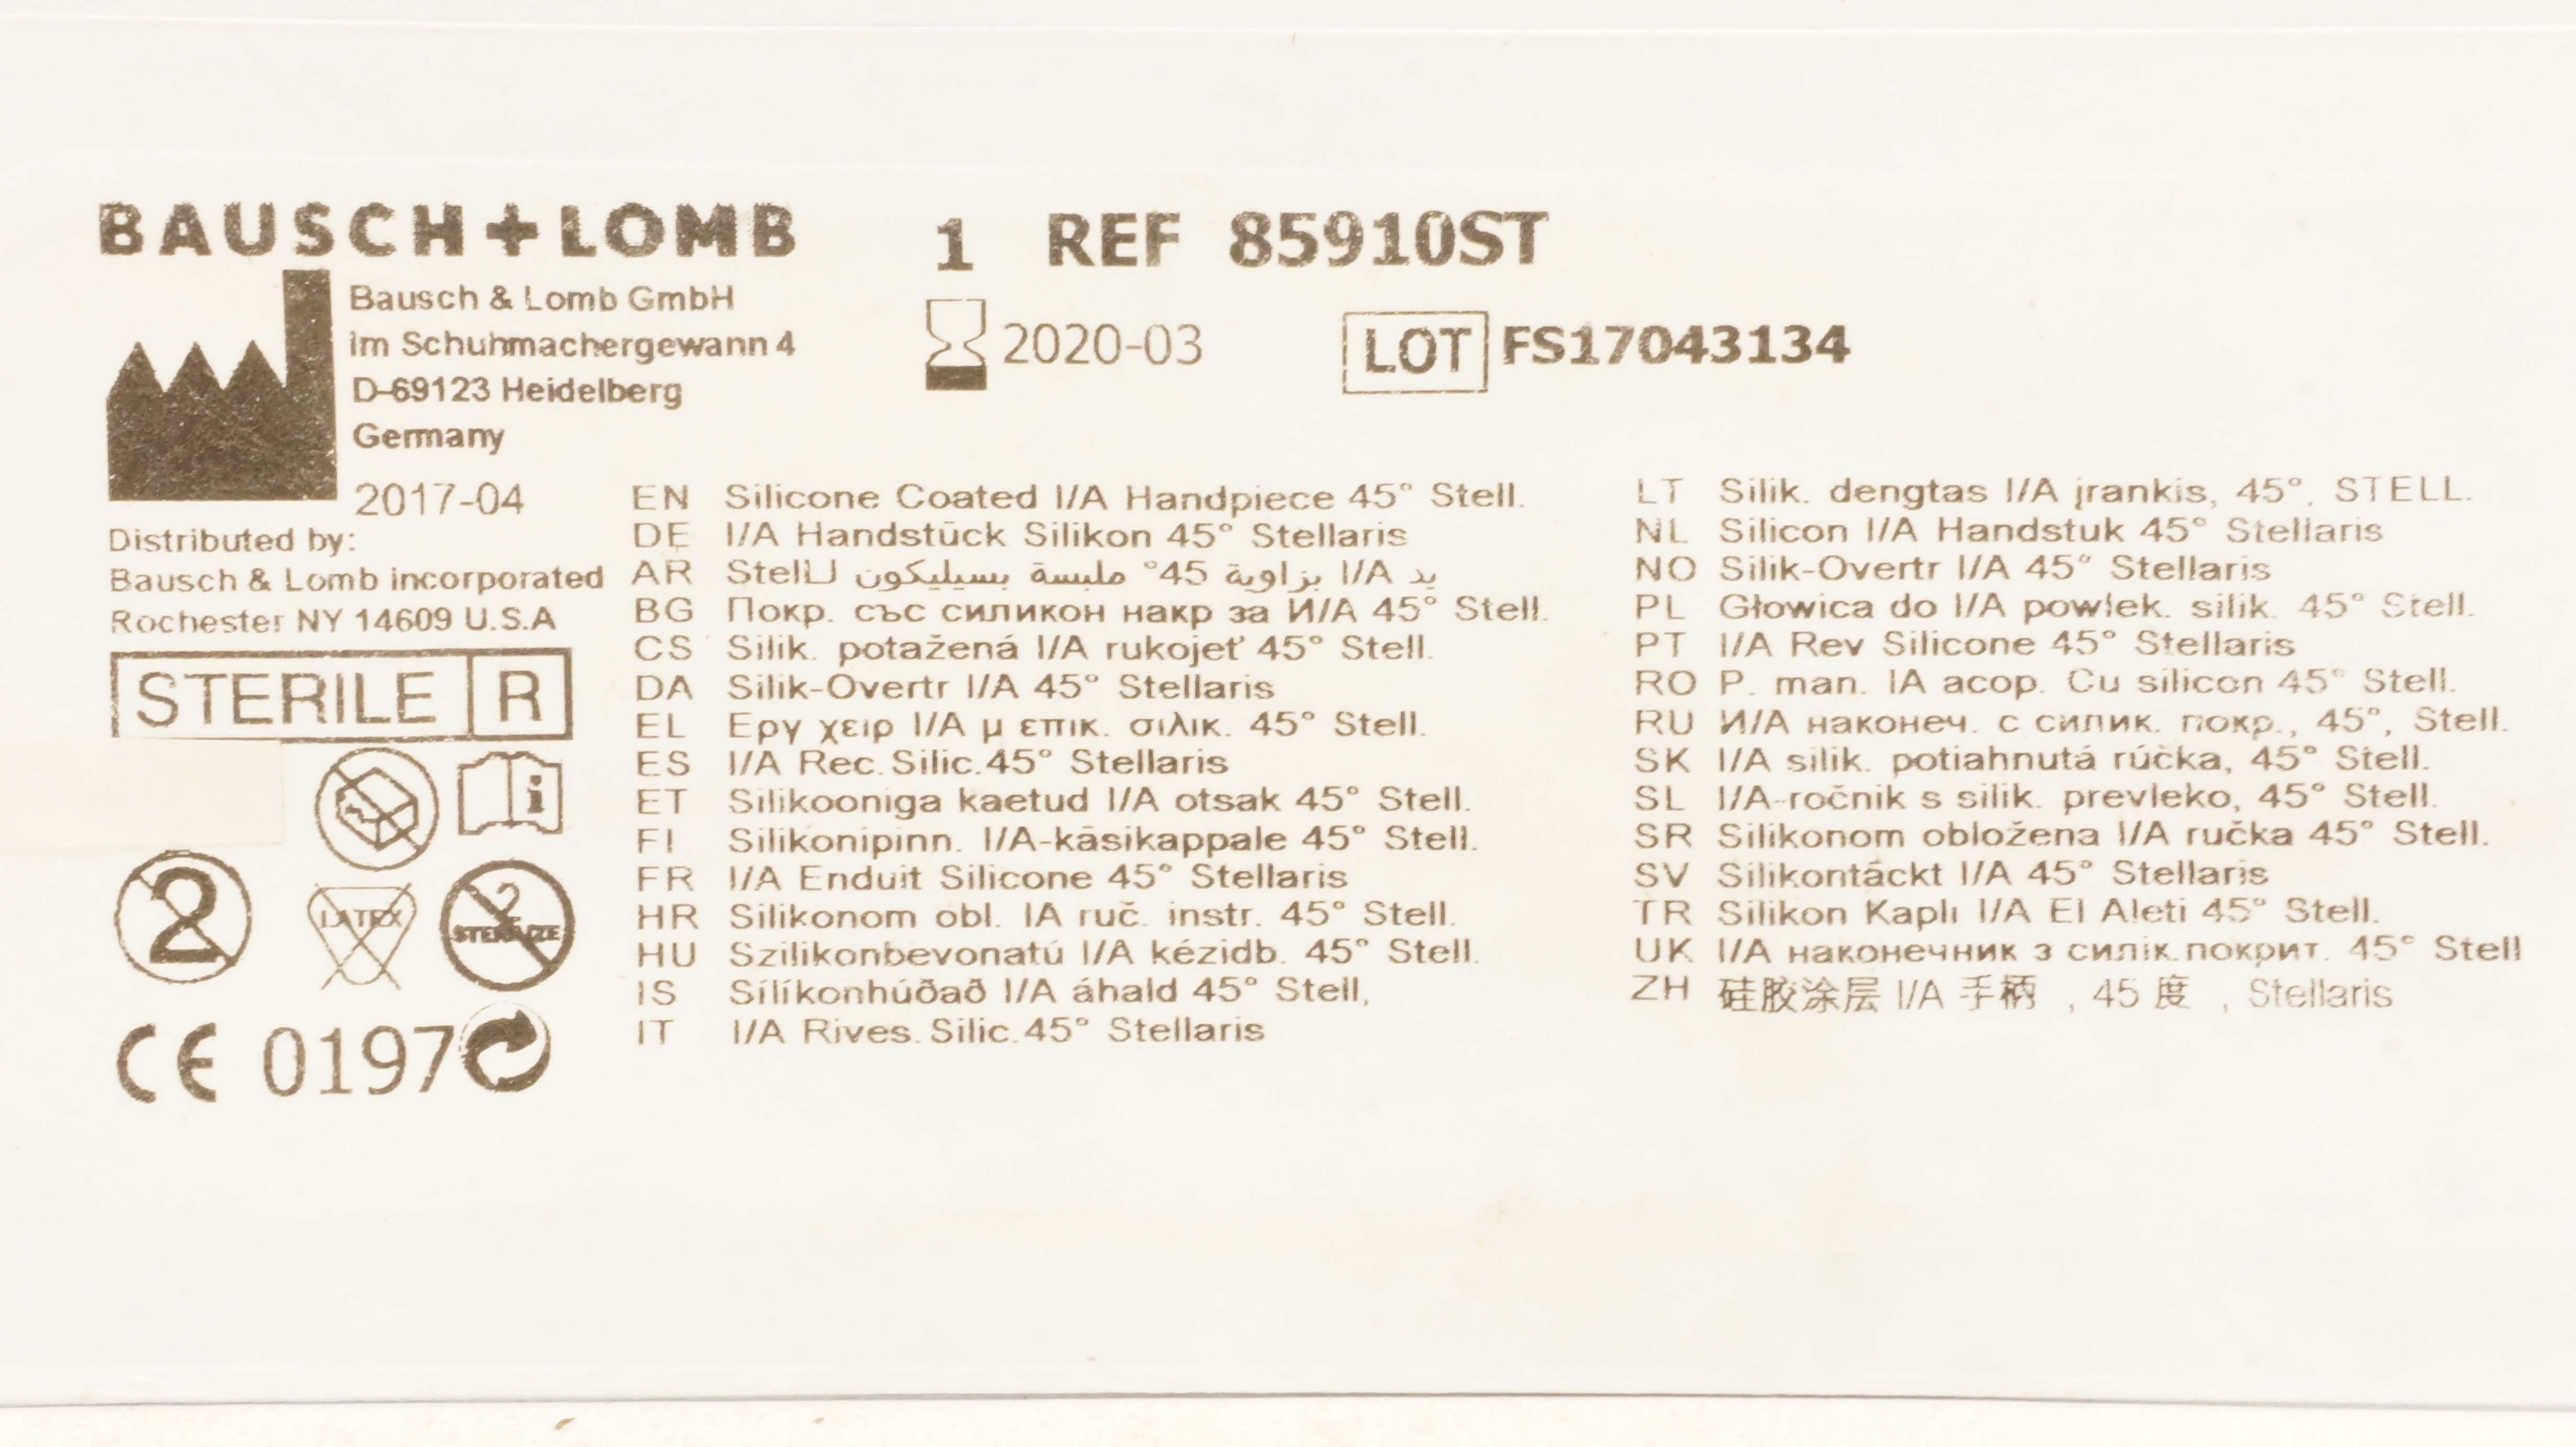 BAUSCH+LOMB
Bausch & Lomb GmbH
im Schuhmachergewann 4
D-69123 Heidelberg
Germany
2017-04
Distributed by:
Bausch & Lomb incorporated
Rochester NY 14609 U.S.A
STERILE R
i
2
LATEX
2 STERILIZE
CE 0197
1 REF 85910ST
2020-03
LOT FS17043134
EN Silicone Coated I/A Handpiece 45° Stell.
DE I/A Handstück Silikon 45° Stellaris
AR يد I/A بزاوية 45° ملبسة بسيليكون لـStell
BG Покр. със силикон накр за И/А 45° Stell.
CS Silik. potažená I/A rukojeť 45° Stell.
DA Silik-Overtr I/A 45° Stellaris
EL Εργ χειρ I/A μ επικ. σιλικ. 45° Stell.
ES I/A Rec.Silic.45° Stellaris
ET Silikooniga kaetud I/A otsak 45° Stell.
FI Silikonipinn. I/A-käsikappale 45° Stell.
FR I/A Enduit Silicone 45° Stellaris
HR Silikonom obl. IA ruč. instr. 45° Stell.
HU Szilikonbevonatú I/A kézidb. 45° Stell.
IS Sílíkonhúðað I/A áhald 45° Stell,
IT I/A Rives.Silic.45° Stellaris
LT Silik. dengtas I/A įrankis, 45°, STELL.
NL Silicon I/A Handstuk 45° Stellaris
NO Silik-Overtr I/A 45° Stellaris
PL Głowica do I/A powlek. silik. 45° Stell.
PT I/A Rev Silicone 45° Stellaris
RO P. man. IA acop. Cu silicon 45° Stell.
RU И/А наконеч. с силик. покр., 45°, Stell.
SK I/A silik. potiahnutá rúčka, 45° Stell.
SL I/A-ročnik s silik. prevleko, 45° Stell.
SR Silikonom obložena I/A ručka 45° Stell.
SV Silikontäckt I/A 45° Stellaris
TR Silikon Kaplı I/A El Aleti 45° Stell.
UK I/A наконечник з силік.покрит. 45° Stell
ZH 硅胶涂层 I/A 手柄 , 45 度 , Stellaris